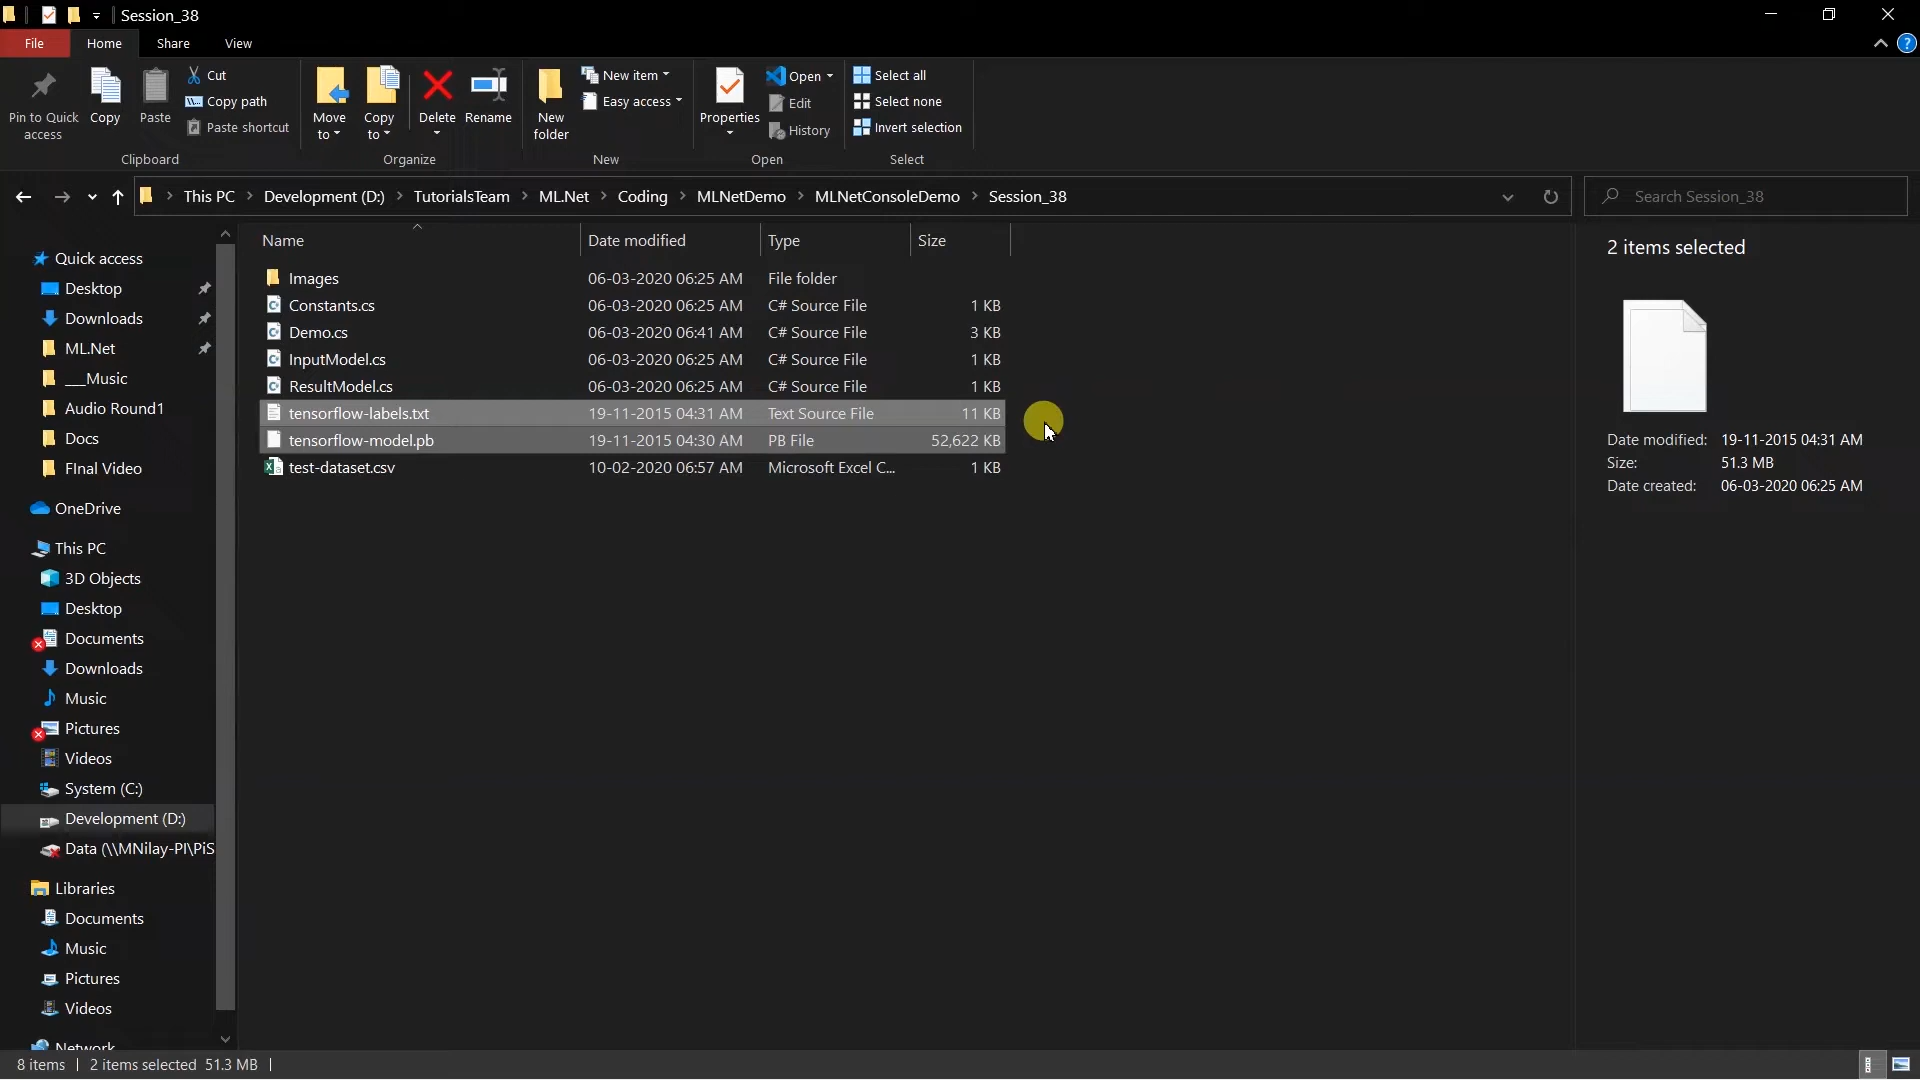 Session_38
File Home Share View
Pin to Quick access
Copy
Paste
Cut
Copy path
Paste shortcut
Clipboard
Move to
Copy to
Delete
Rename
Organize
New folder
New item
Easy access
New
Properties
Open
Edit
History
Open
Select all
Select none
Invert selection
Select
This PC > Development (D:) > TutorialsTeam > ML.Net > Coding > MLNetDemo > MLNetConsoleDemo > Session_38
Search Session_38
Quick access
Desktop
Downloads
ML.Net
___Music
Audio Round1
Docs
FInal Video
OneDrive
This PC
3D Objects
Desktop
Documents
Downloads
Music
Pictures
Videos
System (C:)
Development (D:)
Data (\\MNilay-PI\PiS
Libraries
Documents
Music
Pictures
Videos
Network
Name Date modified Type Size
Images 06-03-2020 06:25 AM File folder
Constants.cs 06-03-2020 06:25 AM C# Source File 1 KB
Demo.cs 06-03-2020 06:41 AM C# Source File 3 KB
InputModel.cs 06-03-2020 06:25 AM C# Source File 1 KB
ResultModel.cs 06-03-2020 06:25 AM C# Source File 1 KB
tensorflow-labels.txt 19-11-2015 04:31 AM Text Source File 11 KB
tensorflow-model.pb 19-11-2015 04:30 AM PB File 52,622 KB
test-dataset.csv 10-02-2020 06:57 AM Microsoft Excel C... 1 KB
2 items selected
Date modified: 19-11-2015 04:31 AM
Size: 51.3 MB
Date created: 06-03-2020 06:25 AM
8 items | 2 items selected 51.3 MB |